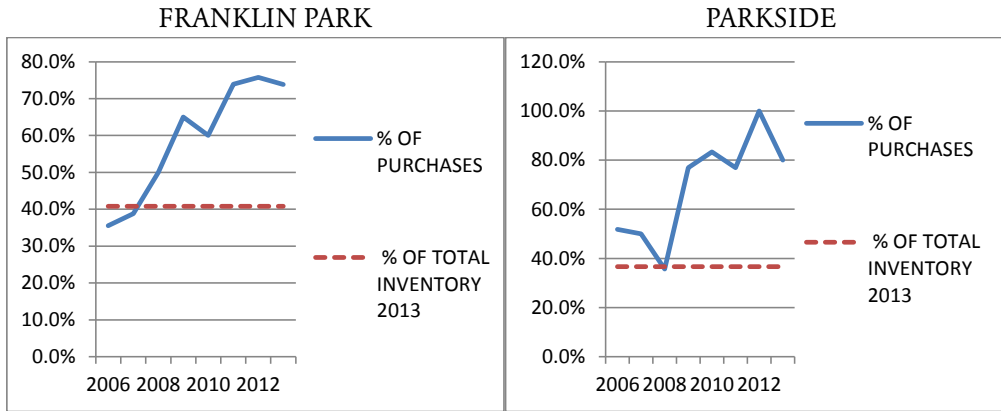 FRANKLIN PARK
80.0%
70.0%
60.0%
50.0%
40.0%
30.0%
20.0%
10.0%
0.0%
2006 2008 2010 2012
% OF
PURCHASES
% OF TOTAL
INVENTORY
2013
PARKSIDE
120.0%
100.0%
80.0%
60.0%
40.0%
20.0%
0.0%
2006 2008 2010 2012
% OF
PURCHASES
% OF TOTAL
INVENTORY
2013